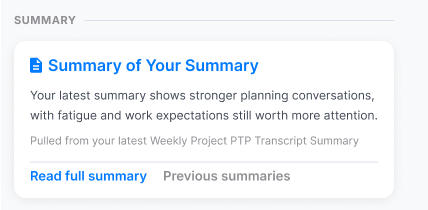 SUMMARY
Summary of Your Summary
Your latest summary shows stronger planning conversations,
with fatigue and work expectations still worth more attention.
Pulled from your latest Weekly Project PTP Transcript Summary
Read full summary Previous summaries